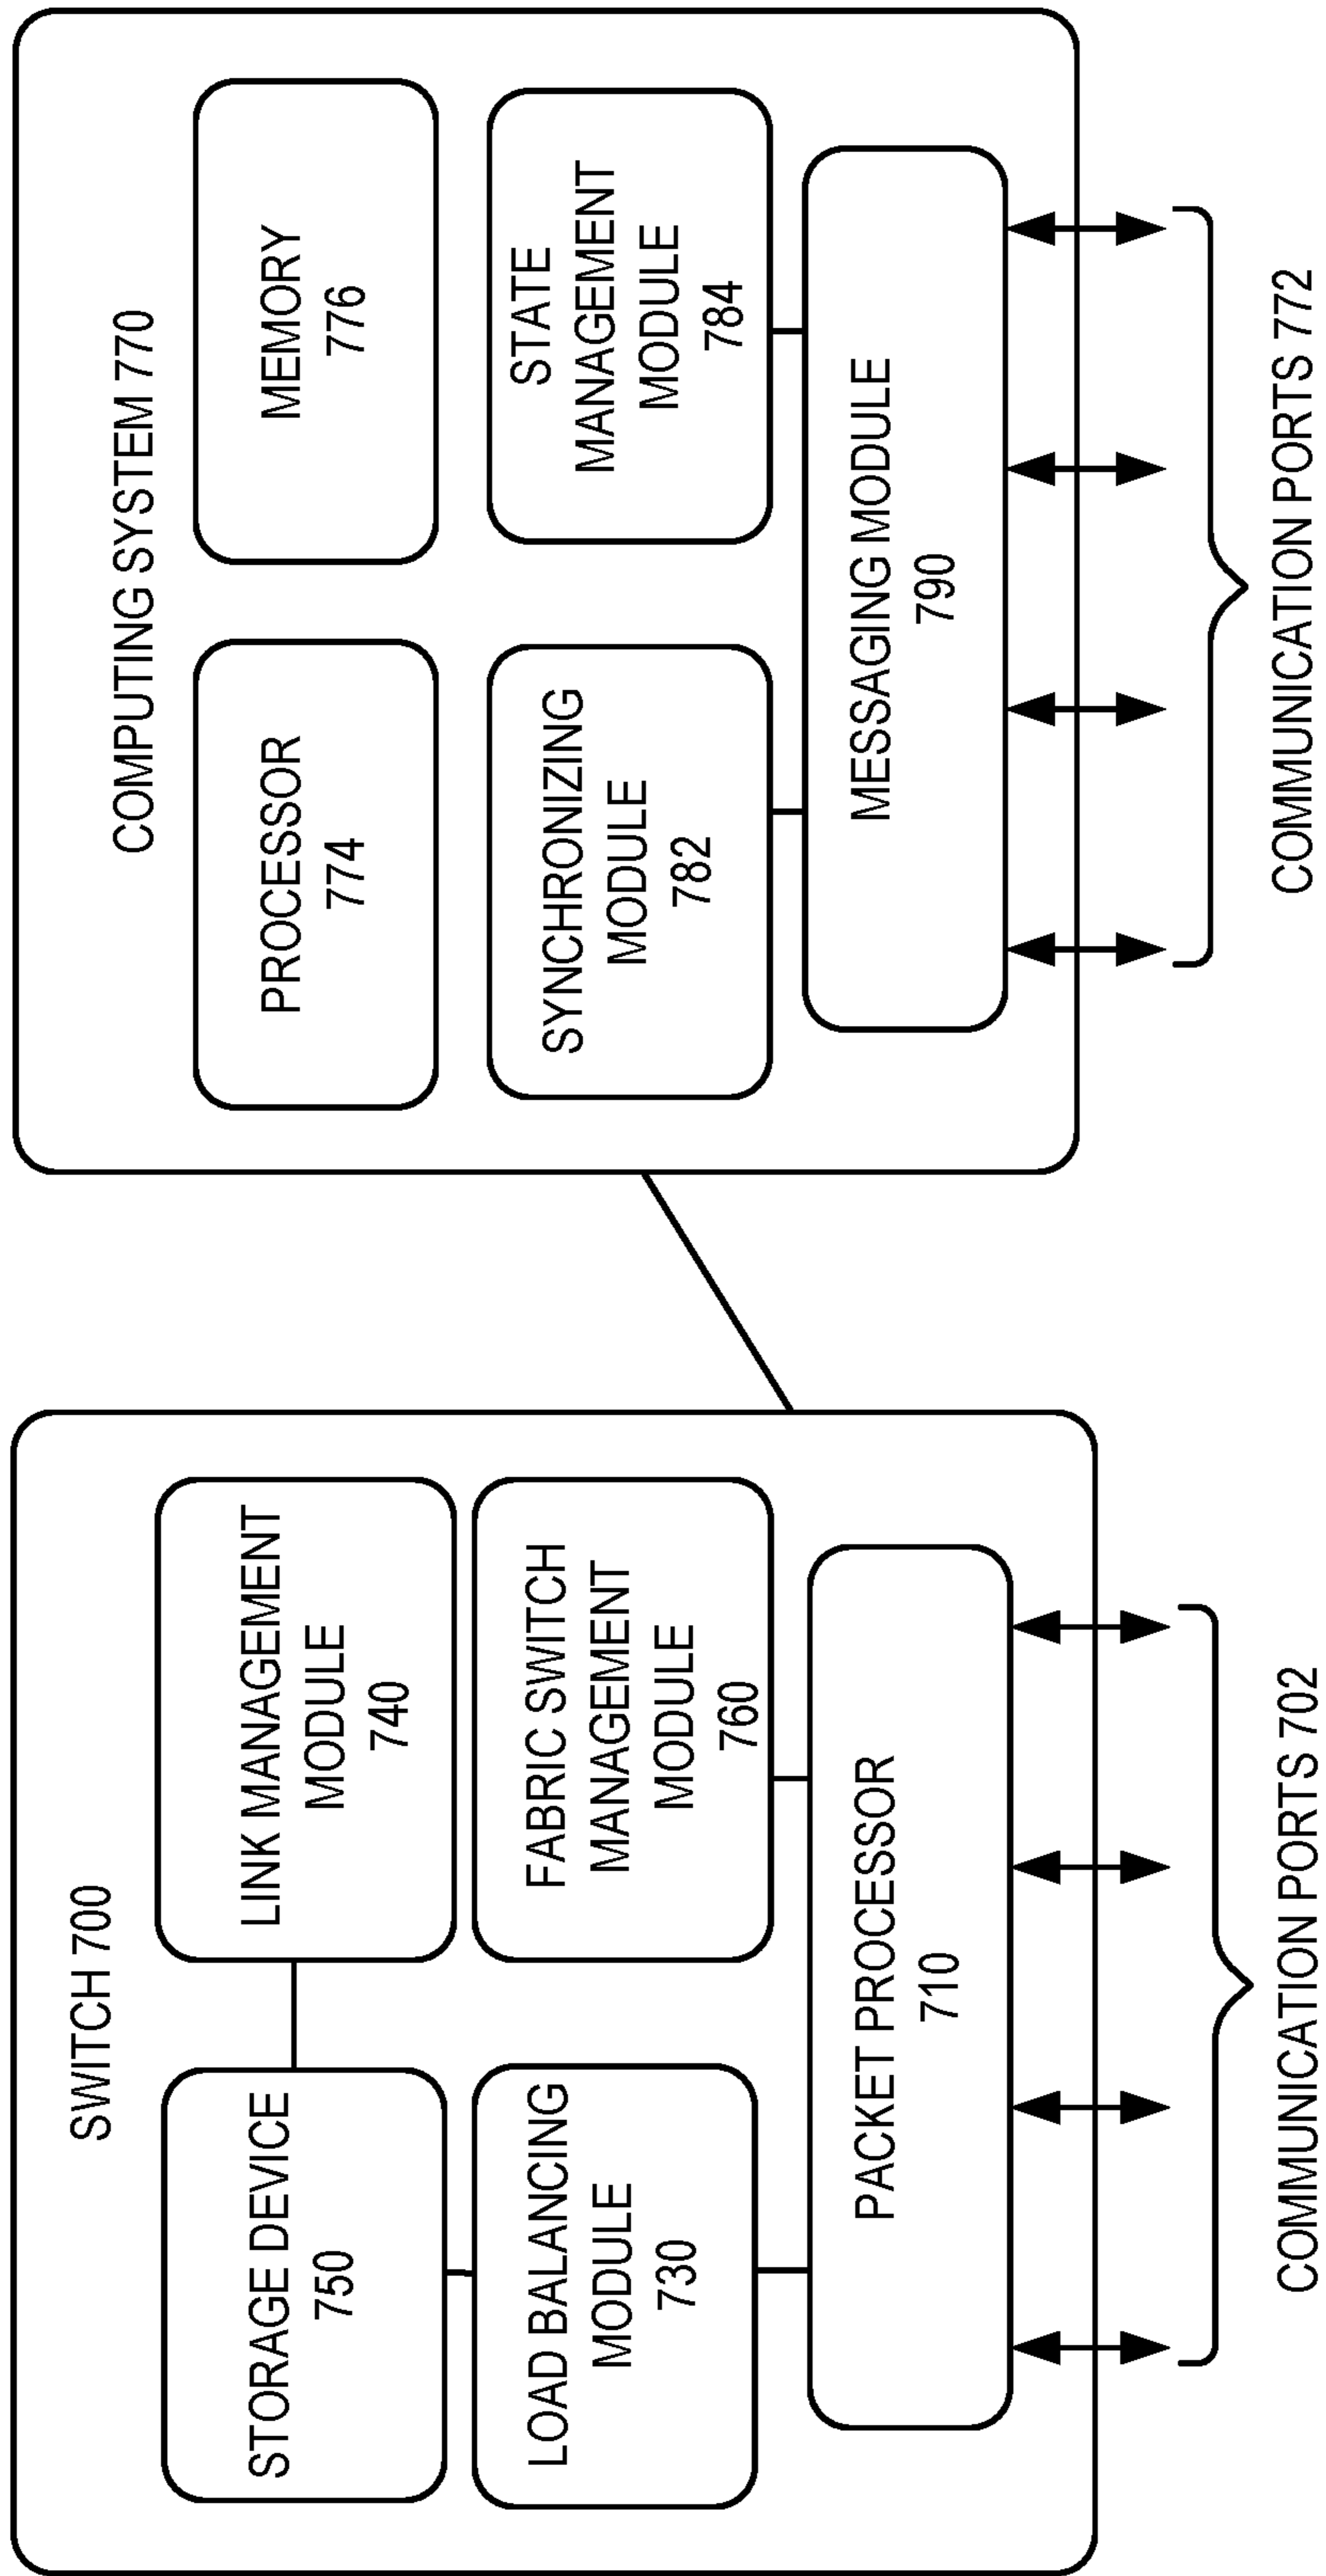 SWITCH 700
STORAGE DEVICE
750
LINK MANAGEMENT
MODULE
740
LOAD BALANCING
MODULE
730
FABRIC SWITCH
MANAGEMENT
MODULE
760
PACKET PROCESSOR
710
COMMUNICATION PORTS 702
COMPUTING SYSTEM 770
PROCESSOR
774
MEMORY
776
SYNCHRONIZING
MODULE
782
STATE
MANAGEMENT
MODULE
784
MESSAGING MODULE
790
COMMUNICATION PORTS 772